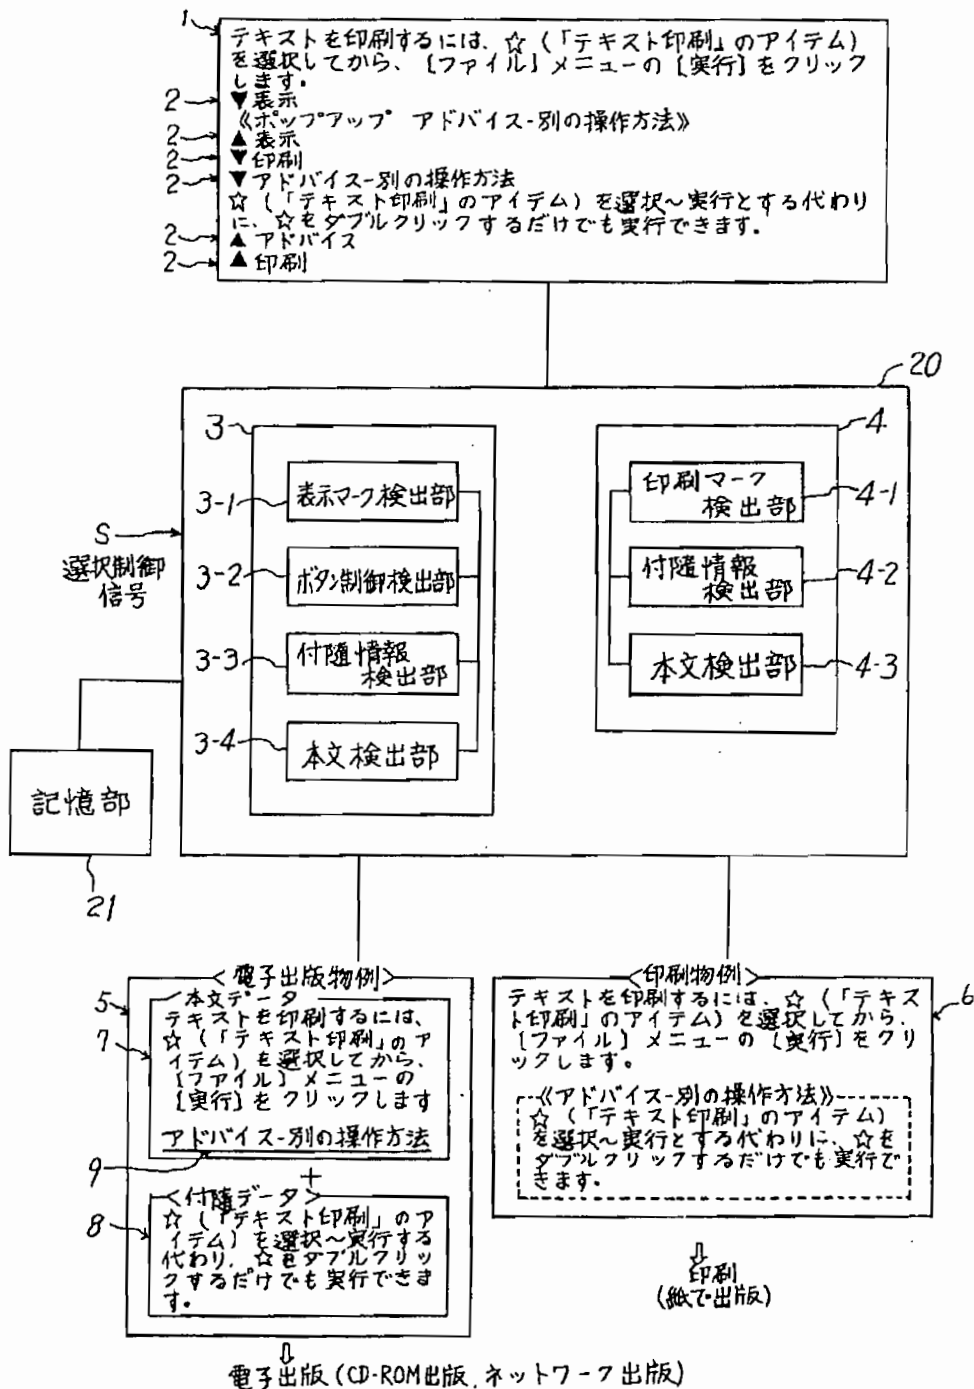 1
テキストを印刷するには、☆(「テキスト印刷」のアイテム)
を選択してから、[ファイル]メニューの[実行]をクリック
します。
2 ▼表示
《ポップアップ アドバイス-別の操作方法》
2 ▲表示
2 ▼印刷
2 ▼アドバイス-別の操作方法
☆(「テキスト印刷」のアイテム)を選択~実行とする代わり
に、☆をダブルクリックするだけでも実行できます。
2 ▲アドバイス
2 ▲印刷
20
3
3-1 表示マーク検出部
3-2 ボタン制御検出部
3-3 付随情報
検出部
3-4 本文検出部
4
印刷マーク
検出部 4-1
付随情報
検出部 4-2
本文検出部 4-3
S
選択制御
信号
記憶部
21
<電子出版物例>
5
本文データ
7
テキストを印刷するには、
☆(「テキスト印刷」のア
イテム)を選択してから、
[ファイル]メニューの
[実行]をクリックします
アドバイス-別の操作方法
9
+
<付随データ>
8
☆(「テキスト印刷」のア
イテム)を選択~実行する
代わり、☆をダブルクリッ
クするだけでも実行できま
す。
電子出版(CD-ROM出版、ネットワーク出版)
<印刷物例>
6
テキストを印刷するには、☆(「テキス
ト印刷」のアイテム)を選択してから、
[ファイル]メニューの[実行]をクリ
ックします。
《アドバイス-別の操作方法》
☆(「テキスト印刷」のアイテム)
を選択~実行とする代わりに、☆を
ダブルクリックするだけでも実行で
きます。
印刷
(紙で出版)